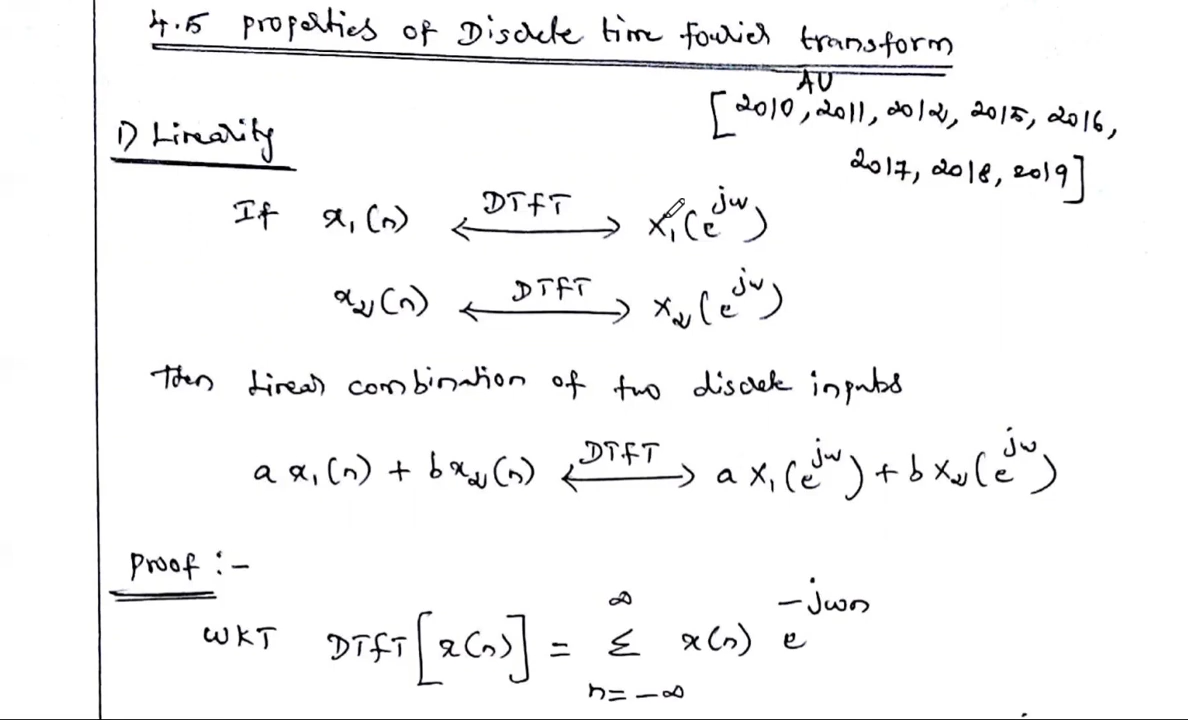 4.5 properties of Discrete time fourier transform
AU
[2010, 2011, 2012, 2015, 2016,
2017, 2018, 2019]
1) Linearity
If x₁(n) ⟷ DTFT X₁(e^jω)
x₂(n) ⟷ DTFT X₂(e^jω)
Then Linear combination of two discrete inputs
a x₁(n) + b x₂(n) ⟷ DTFT a X₁(e^jω) + b X₂(e^jω)
Proof :-
WKT DTFT [x(n)] = ∞ Σ n=-∞ x(n) e^-jωn